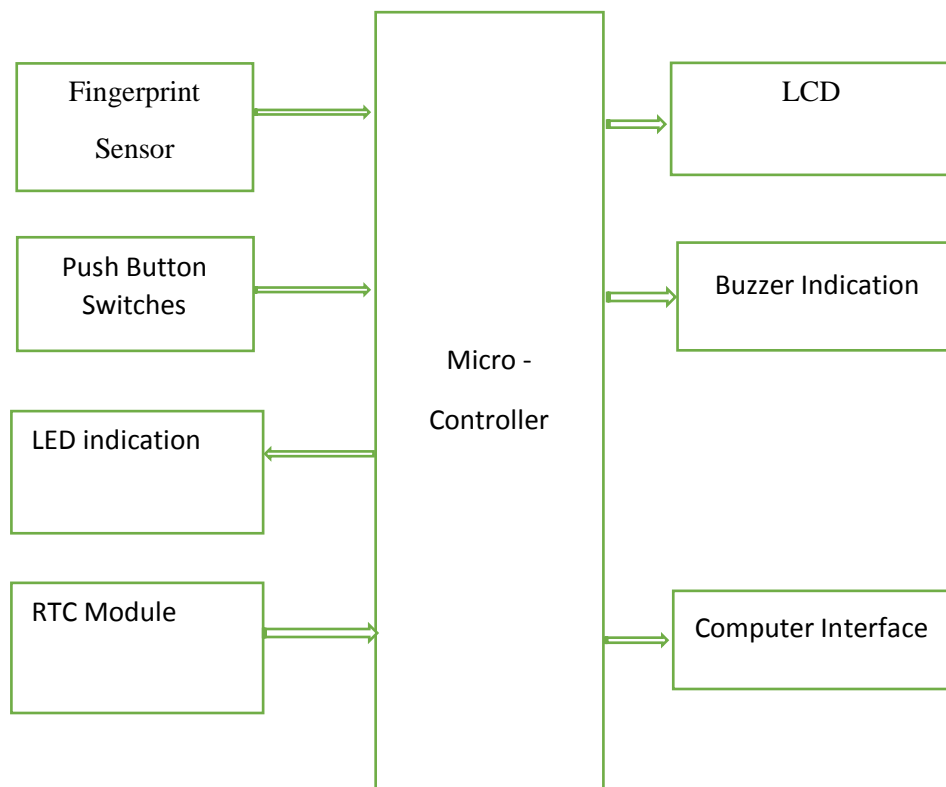 Fingerprint
Sensor
Push Button
Switches
LED indication
RTC Module
Micro -
Controller
LCD
Buzzer Indication
Computer Interface